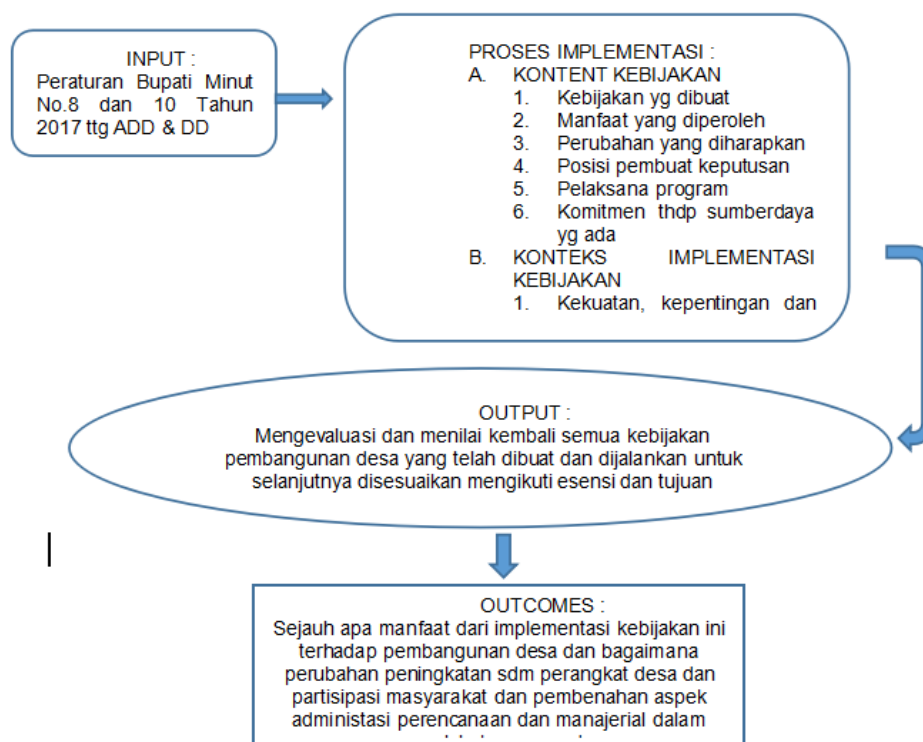 INPUT :
Peraturan Bupati Minut
No.8 dan 10 Tahun
2017 ttg ADD & DD
PROSES IMPLEMENTASI :
A. KONTENT KEBIJAKAN
1. Kebijakan yg dibuat
2. Manfaat yang diperoleh
3. Perubahan yang diharapkan
4. Posisi pembuat keputusan
5. Pelaksana program
6. Komitmen thdp sumberdaya
yg ada
B. KONTEKS IMPLEMENTASI
KEBIJAKAN
1. Kekuatan, kepentingan dan
OUTPUT :
Mengevaluasi dan menilai kembali semua kebijakan
pembangunan desa yang telah dibuat dan dijalankan untuk
selanjutnya disesuaikan mengikuti esensi dan tujuan
OUTCOMES :
Sejauh apa manfaat dari implementasi kebijakan ini
terhadap pembangunan desa dan bagaimana
perubahan peningkatan sdm perangkat desa dan
partisipasi masyarakat dan pembenahan aspek
administasi perencanaan dan manajerial dalam